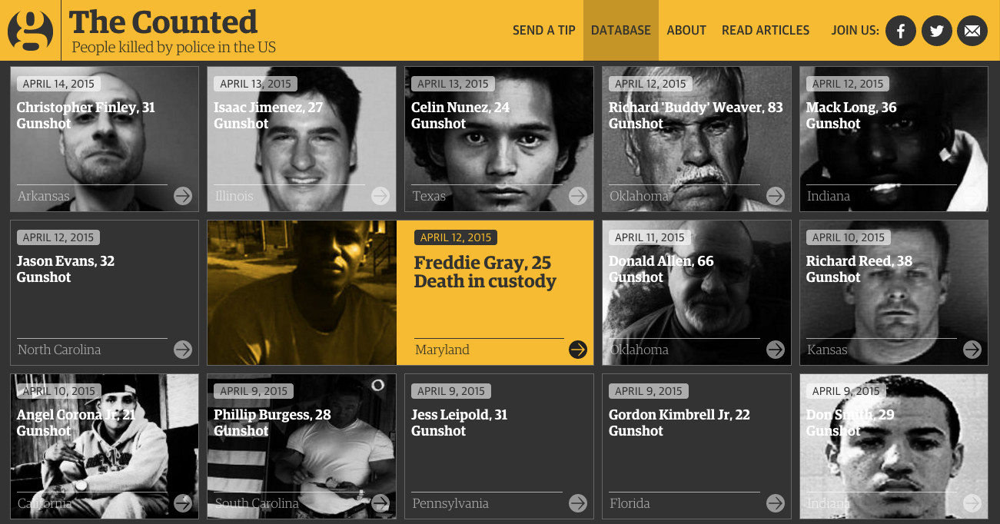 The Counted
People killed by police in the US
SEND A TIP
DATABASE
ABOUT
READ ARTICLES
JOIN US:
APRIL 14, 2015
Christopher Finley, 31
Gunshot
Arkansas
APRIL 13, 2015
Isaac Jimenez, 27
Gunshot
Illinois
APRIL 13, 2015
Celin Nunez, 24
Gunshot
Texas
APRIL 12, 2015
Richard 'Buddy' Weaver, 83
Gunshot
Oklahoma
APRIL 12, 2015
Mack Long, 36
Gunshot
Indiana
APRIL 12, 2015
Jason Evans, 32
Gunshot
North Carolina
APRIL 12, 2015
Freddie Gray, 25
Death in custody
Maryland
APRIL 11, 2015
Donald Allen, 66
Gunshot
Oklahoma
APRIL 10, 2015
Richard Reed, 38
Gunshot
Kansas
APRIL 10, 2015
Angel Corona Jr, 21
Gunshot
California
APRIL 9, 2015
Phillip Burgess, 28
Gunshot
South Carolina
APRIL 9, 2015
Jess Leipold, 31
Gunshot
Pennsylvania
APRIL 9, 2015
Gordon Kimbrell Jr, 22
Gunshot
Florida
APRIL 9, 2015
Don Smith, 29
Gunshot
Indiana